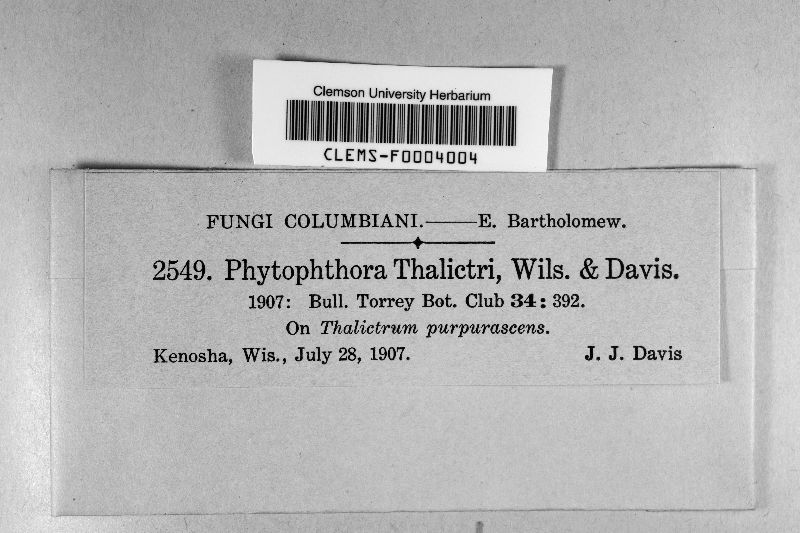 Clemson University Herbarium
CLEMS-F0004004
FUNGI COLUMBIANI.——E. Bartholomew.
2549. Phytophthora Thalictri, Wils. & Davis.
1907: Bull. Torrey Bot. Club 34: 392.
On Thalictrum purpurascens.
Kenosha, Wis., July 28, 1907. J. J. Davis